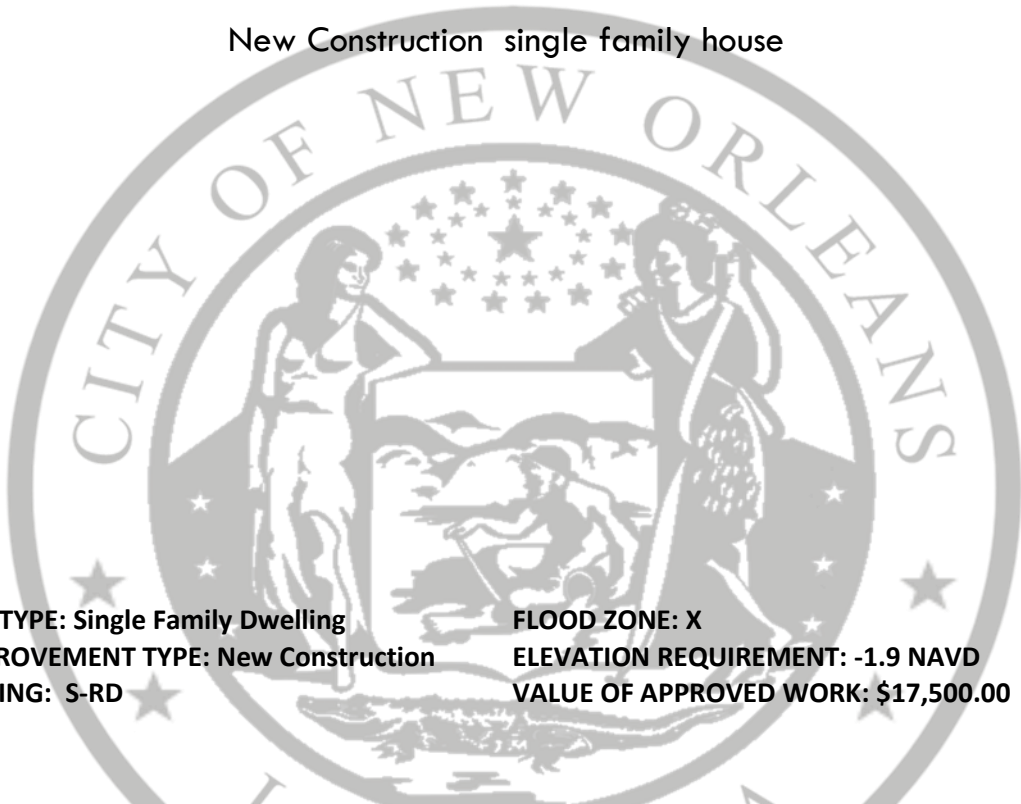 New Construction single family house
CITY OF NEW ORLEANS
TYPE: Single Family Dwelling
ROVEMENT TYPE: New Construction
ING: S-RD
FLOOD ZONE: X
ELEVATION REQUIREMENT: -1.9 NAVD
VALUE OF APPROVED WORK: $17,500.00